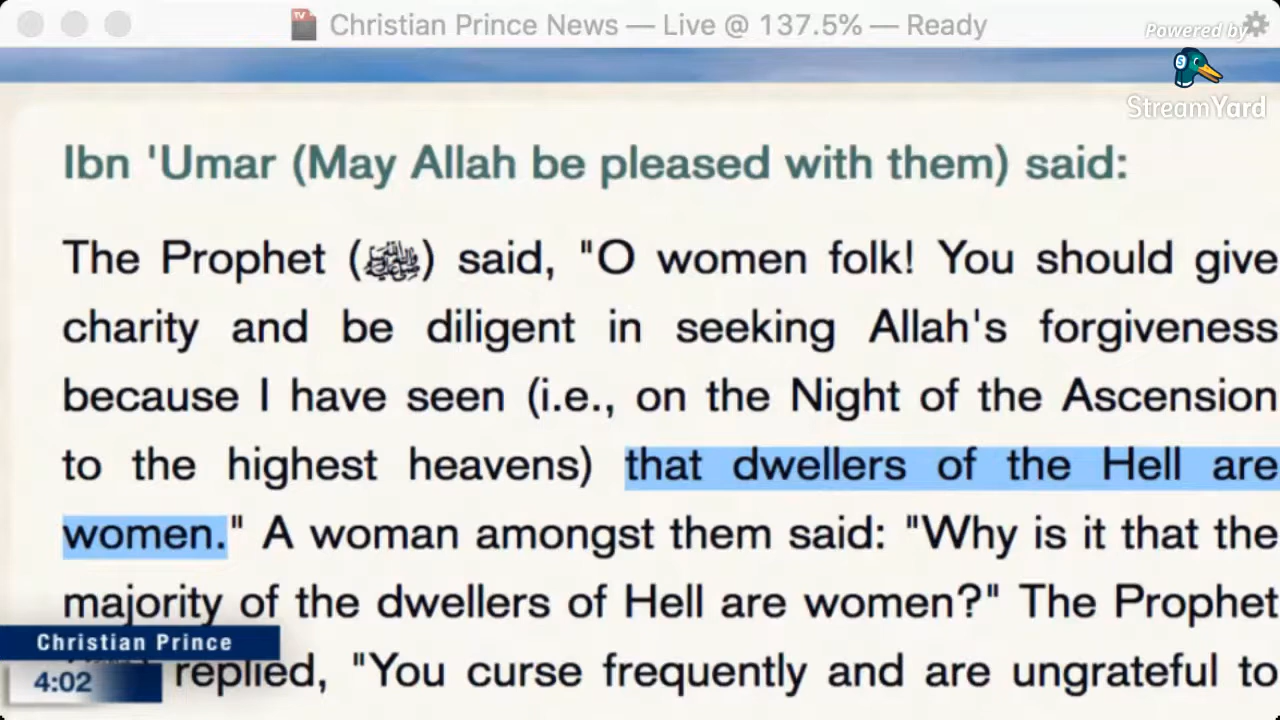 Christian Prince News — Live @ 137.5% — Ready
Powered by
StreamYard
Ibn 'Umar (May Allah be pleased with them) said:
The Prophet (ﷺ) said, "O women folk! You should give
charity and be diligent in seeking Allah's forgiveness
because I have seen (i.e., on the Night of the Ascension
to the highest heavens) that dwellers of the Hell are
women." A woman amongst them said: "Why is it that the
majority of the dwellers of Hell are women?" The Prophet
replied, "You curse frequently and are ungrateful to
Christian Prince
4:02